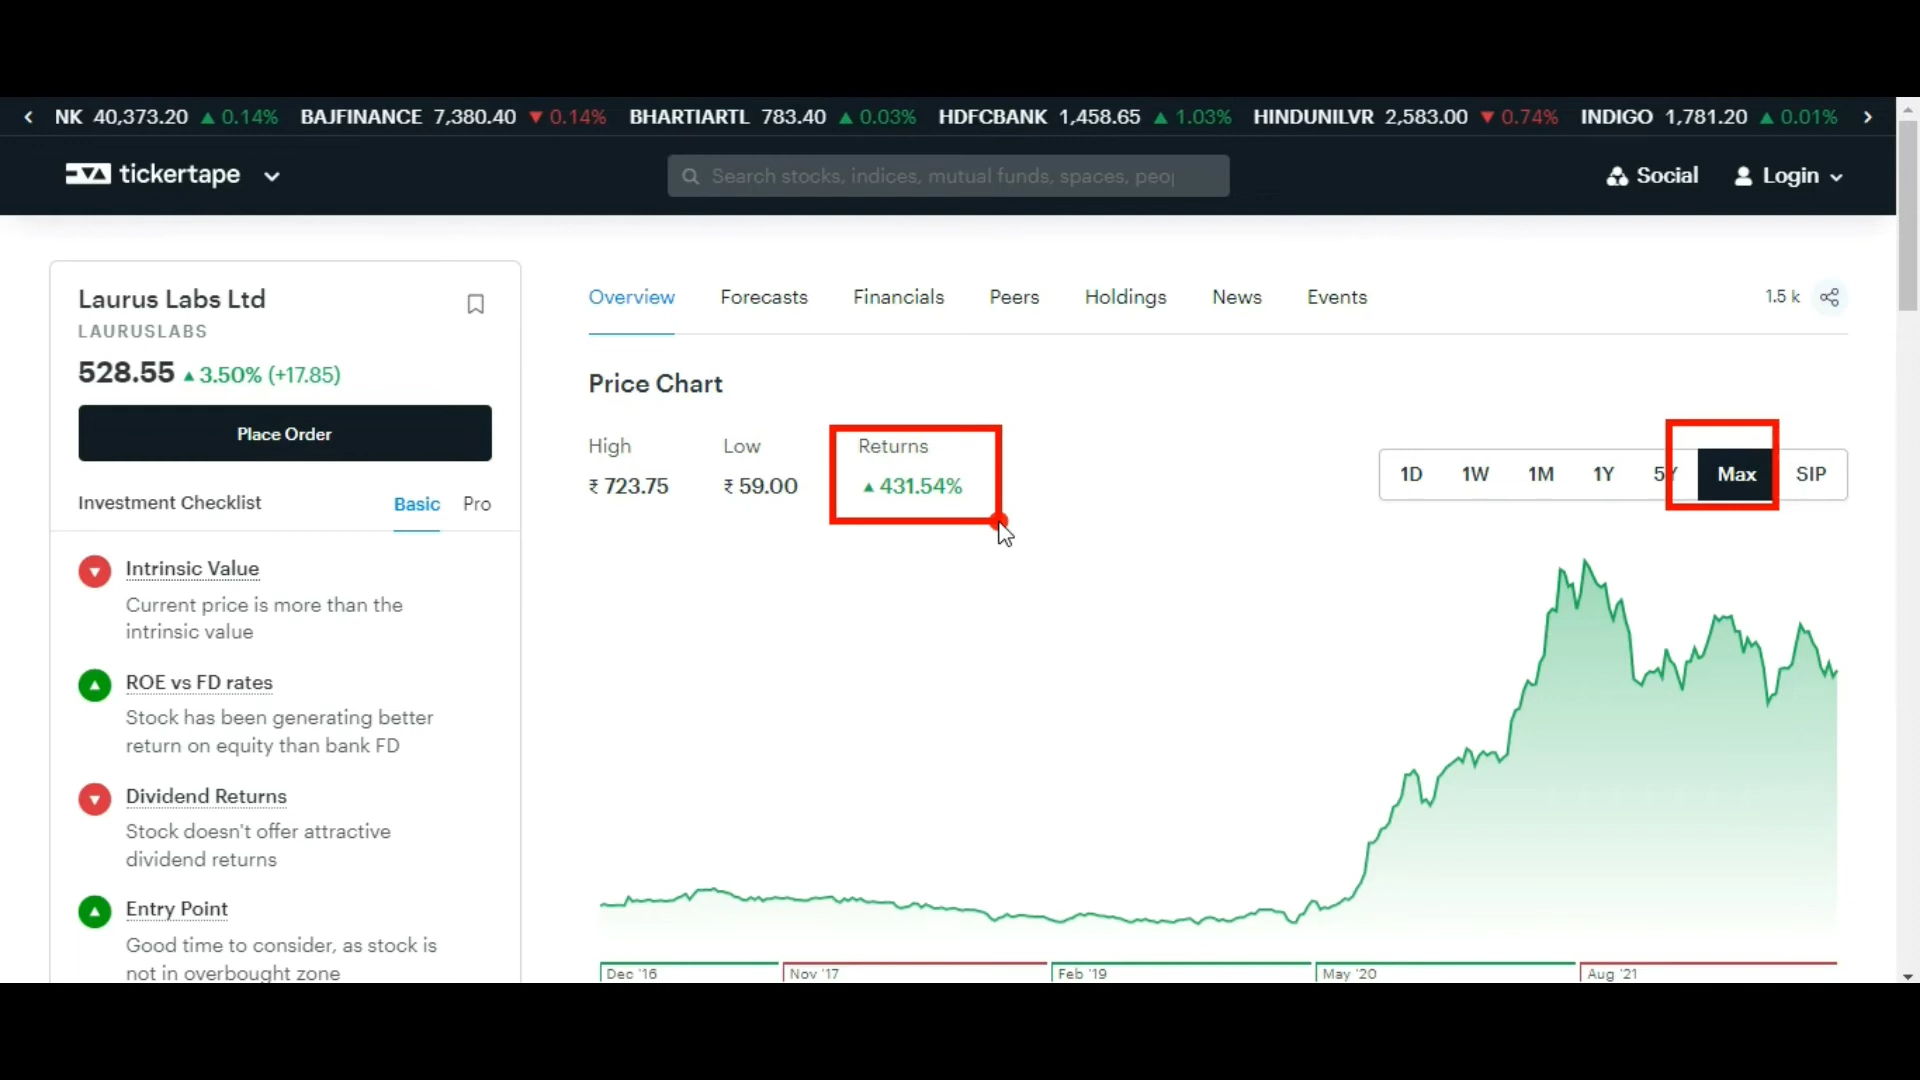 NK 40,373.20 ▲ 0.14% BAJFINANCE 7,380.40 ▼ 0.14% BHARTIARTL 783.40 ▲ 0.03% HDFCBANK 1,458.65 ▲ 1.03% HINDUNILVR 2,583.00 ▼ 0.74% INDIGO 1,781.20 ▲ 0.01%
tickertape
Search stocks, indices, mutual funds, spaces,
Social
Login
Laurus Labs Ltd
LAURUSLABS
528.55 ▲ 3.50% (+17.85)
Place Order
Investment Checklist Basic Pro
Intrinsic Value
Current price is more than the
intrinsic value
ROE vs FD rates
Stock has been generating better
return on equity than bank FD
Dividend Returns
Stock doesn't offer attractive
dividend returns
Entry Point
Good time to consider, as stock is
not in overbought zone
Overview Forecasts Financials Peers Holdings News Events
1.5 k
Price Chart
High Low Returns
₹ 723.75 ₹ 59.00 ▲ 431.54%
1D 1W 1M 1Y 5Y Max SIP
Dec '16 Nov '17 Feb '19 May '20 Aug '21